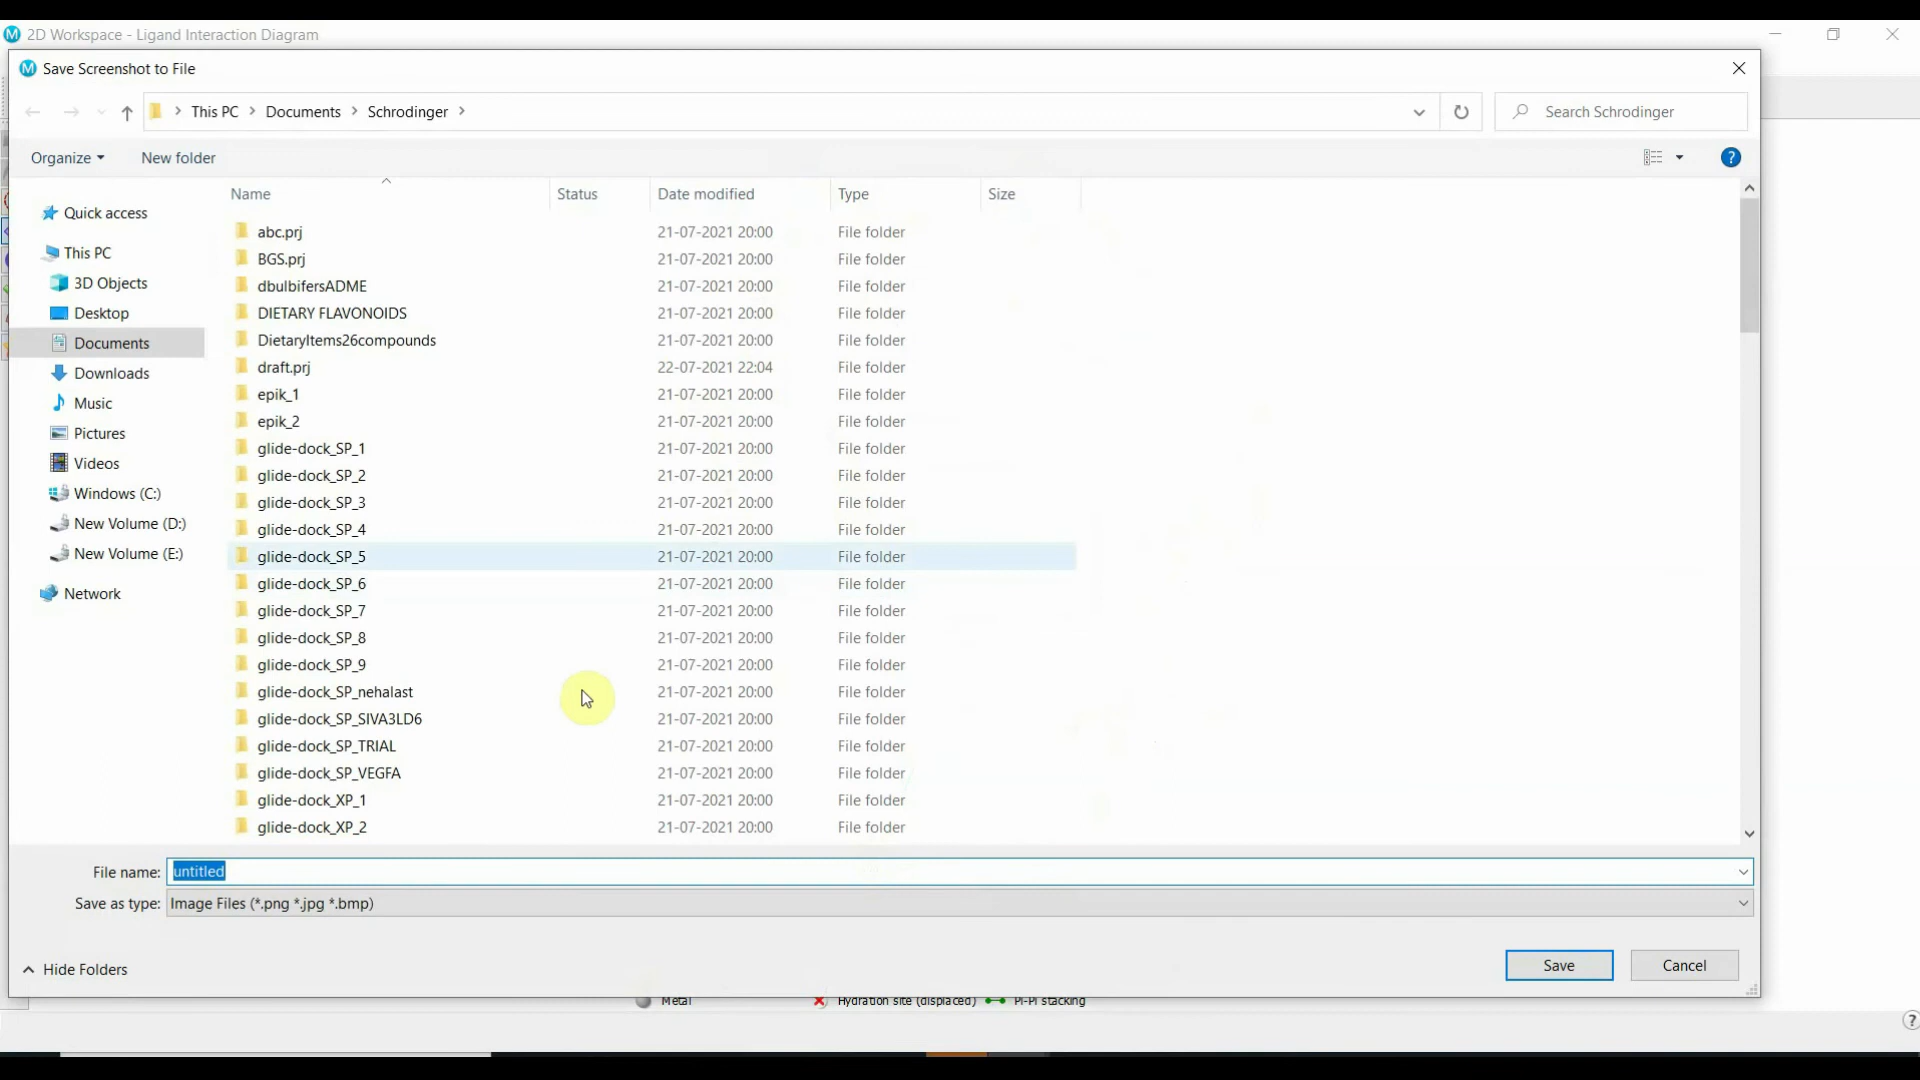 2D Workspace - Ligand Interaction Diagram
Save Screenshot to File
This PC > Documents > Schrodinger >
Search Schrodinger
Organize
New folder
Name Status Date modified Type Size
Quick access
This PC
3D Objects
Desktop
Documents
Downloads
Music
Pictures
Videos
Windows (C:)
New Volume (D:)
New Volume (E:)
Network
abc.prj 21-07-2021 20:00 File folder
BGS.prj 21-07-2021 20:00 File folder
dbulbifersADME 21-07-2021 20:00 File folder
DIETARY FLAVONOIDS 21-07-2021 20:00 File folder
DietaryItems26compounds 21-07-2021 20:00 File folder
draft.prj 22-07-2021 22:04 File folder
epik_1 21-07-2021 20:00 File folder
epik_2 21-07-2021 20:00 File folder
glide-dock_SP_1 21-07-2021 20:00 File folder
glide-dock_SP_2 21-07-2021 20:00 File folder
glide-dock_SP_3 21-07-2021 20:00 File folder
glide-dock_SP_4 21-07-2021 20:00 File folder
glide-dock_SP_5 21-07-2021 20:00 File folder
glide-dock_SP_6 21-07-2021 20:00 File folder
glide-dock_SP_7 21-07-2021 20:00 File folder
glide-dock_SP_8 21-07-2021 20:00 File folder
glide-dock_SP_9 21-07-2021 20:00 File folder
glide-dock_SP_nehalast 21-07-2021 20:00 File folder
glide-dock_SP_SIVA3LD6 21-07-2021 20:00 File folder
glide-dock_SP_TRIAL 21-07-2021 20:00 File folder
glide-dock_SP_VEGFA 21-07-2021 20:00 File folder
glide-dock_XP_1 21-07-2021 20:00 File folder
glide-dock_XP_2 21-07-2021 20:00 File folder
File name: untitled
Save as type: Image Files (*.png *.jpg *.bmp)
Hide Folders
Save
Cancel
Metal Hydration site (displaced) Pi-Pi stacking